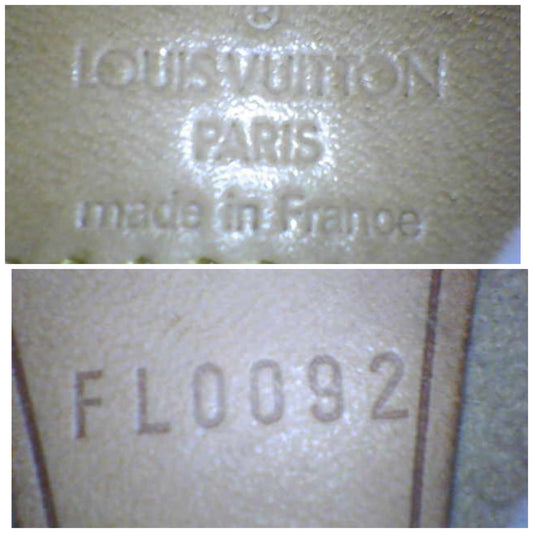 ®
LOUIS VUITTON
PARIS
made in France
FL0092